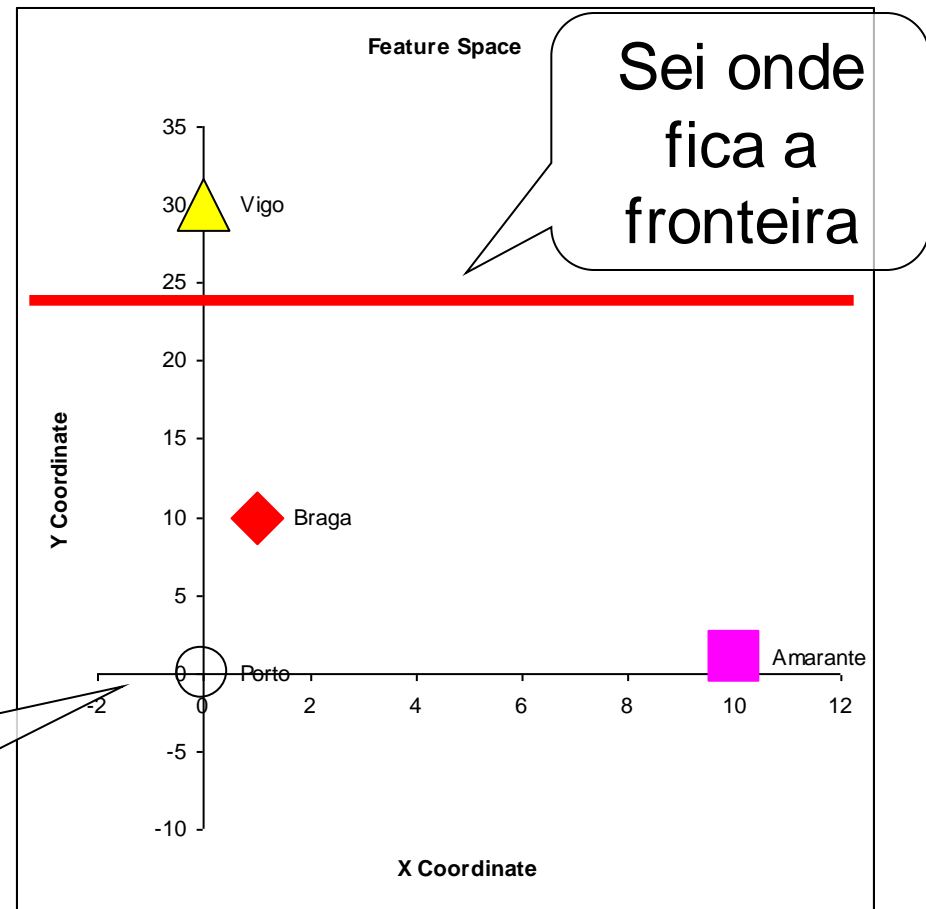 Feature Space
Sei onde
fica a
fronteira
35
30
Vigo
25
20
15
10
Braga
5
0
Porto
Amarante
-2
0
2
4
6
8
10
12
-5
-10
Y Coordinate
X Coordinate